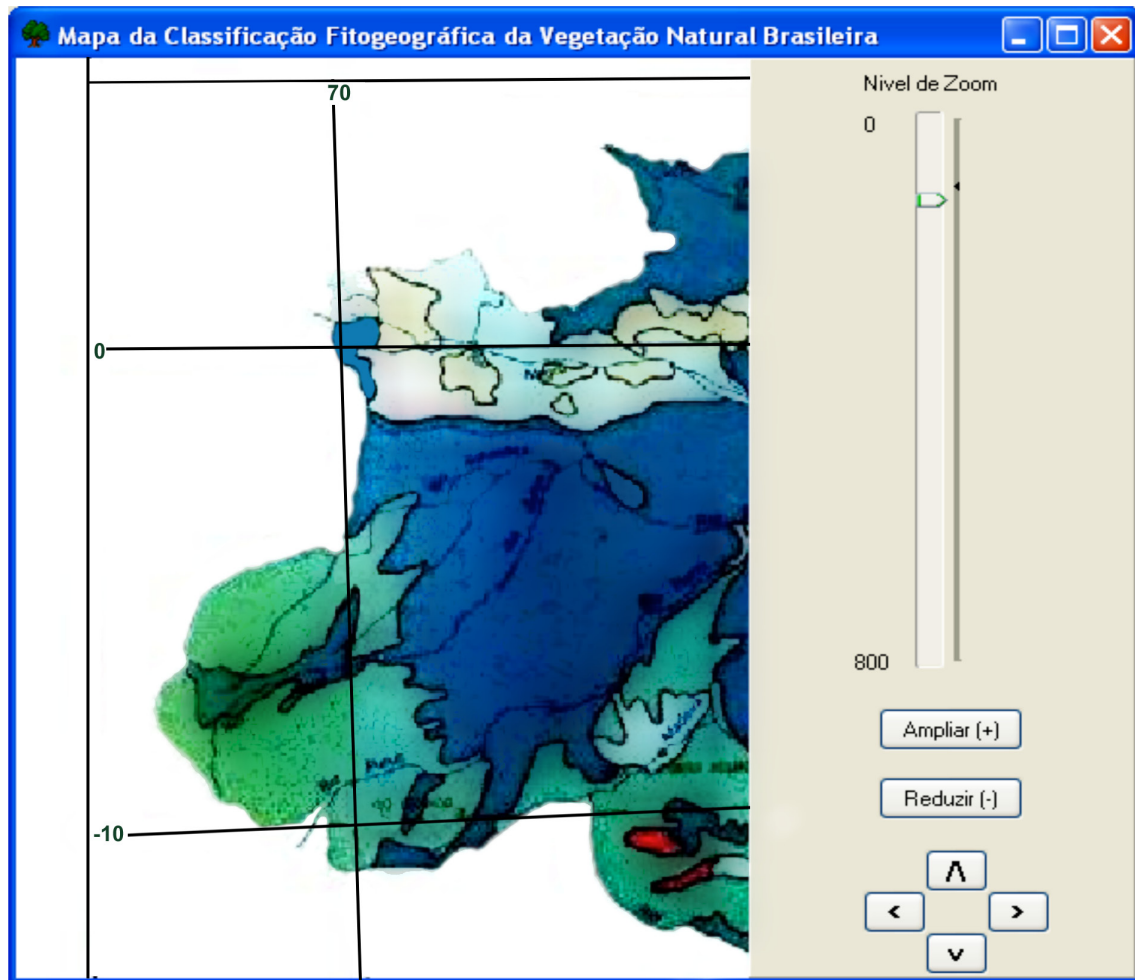 Mapa da Classificação Fitogeográfica da Vegetação Natural Brasileira
70
0
-10
Nivel de Zoom
0
800
Ampliar (+)
Reduzir (-)
Λ
<
>
v